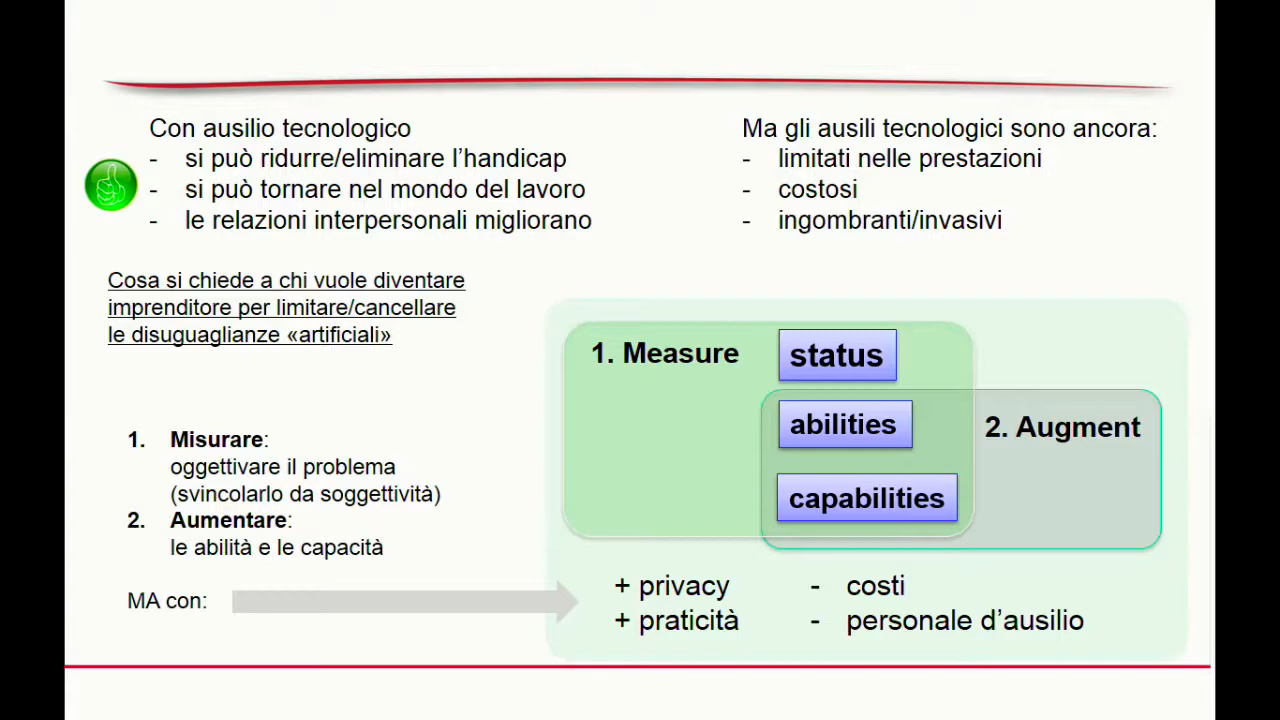 Con ausilio tecnologico
- si può ridurre/eliminare l’handicap
- si può tornare nel mondo del lavoro
- le relazioni interpersonali migliorano
Ma gli ausili tecnologici sono ancora:
- limitati nelle prestazioni
- costosi
- ingombranti/invasivi
Cosa si chiede a chi vuole diventare
imprenditore per limitare/cancellare
le disuguaglianze «artificiali»
1. Misurare:
oggettivare il problema
(svincolarlo da soggettività)
2. Aumentare:
le abilità e le capacità
MA con:
1. Measure
status
abilities
capabilities
2. Augment
+ privacy
+ praticità
- costi
- personale d’ausilio